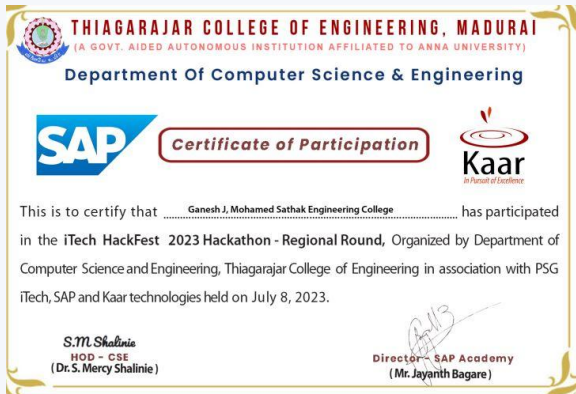 THIAGARAJAR COLLEGE OF ENGINEERING, MADURAI
(A GOVT. AIDED AUTONOMOUS INSTITUTION AFFILIATED TO ANNA UNIVERSITY)
Department Of Computer Science & Engineering
SAP
Certificate of Participation
Kaar
In Pursuit of Excellence
This is to certify that Ganesh J, Mohamed Sathak Engineering College has participated
in the iTech HackFest 2023 Hackathon - Regional Round, Organized by Department of
Computer Science and Engineering, Thiagarajar College of Engineering in association with PSG
iTech, SAP and Kaar technologies held on July 8, 2023.
S.M Shalinie
HOD - CSE
(Dr. S. Mercy Shalinie)
Director - SAP Academy
(Mr. Jayanth Bagare)